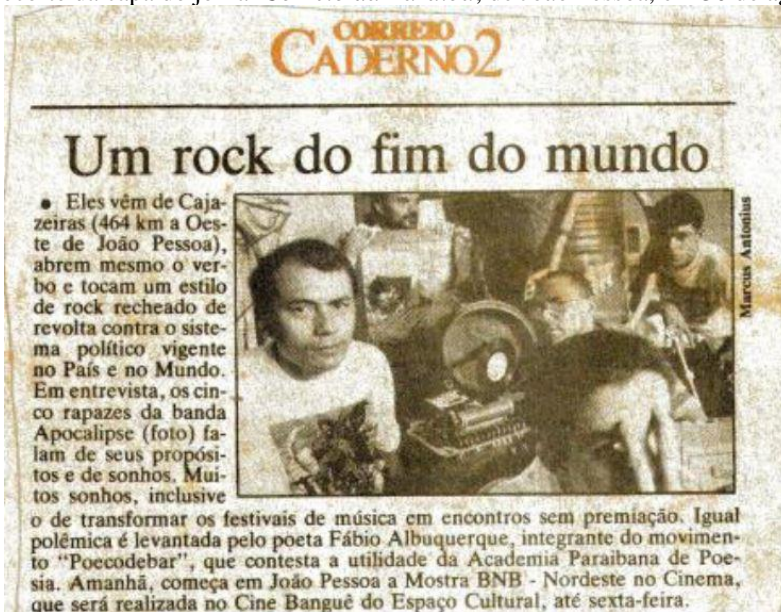 CORREIO
CADERNO2
Um rock do fim do mundo
• Eles vêm de Caja-
zeiras (464 km a Oes-
te de João Pessoa),
abrem mesmo o ver-
bo e tocam um estilo
de rock recheado de
revolta contra o siste-
ma político vigente
no País e no Mundo.
Em entrevista, os cin-
co rapazes da banda
Apocalipse (foto) fa-
lam de seus propósi-
tos e de sonhos. Mui-
tos sonhos, inclusive
o de transformar os festivais de música em encontros sem premiação. Igual
polêmica é levantada pelo poeta Fábio Albuquerque, integrante do movimen-
to “Poecodebar”, que contesta a utilidade da Academia Paraibana de Poe-
sia. Amanhã, começa em João Pessoa a Mostra BNB - Nordeste no Cinema,
que será realizada no Cine Banguê do Espaço Cultural, até sexta-feira.
Marcus Antonius